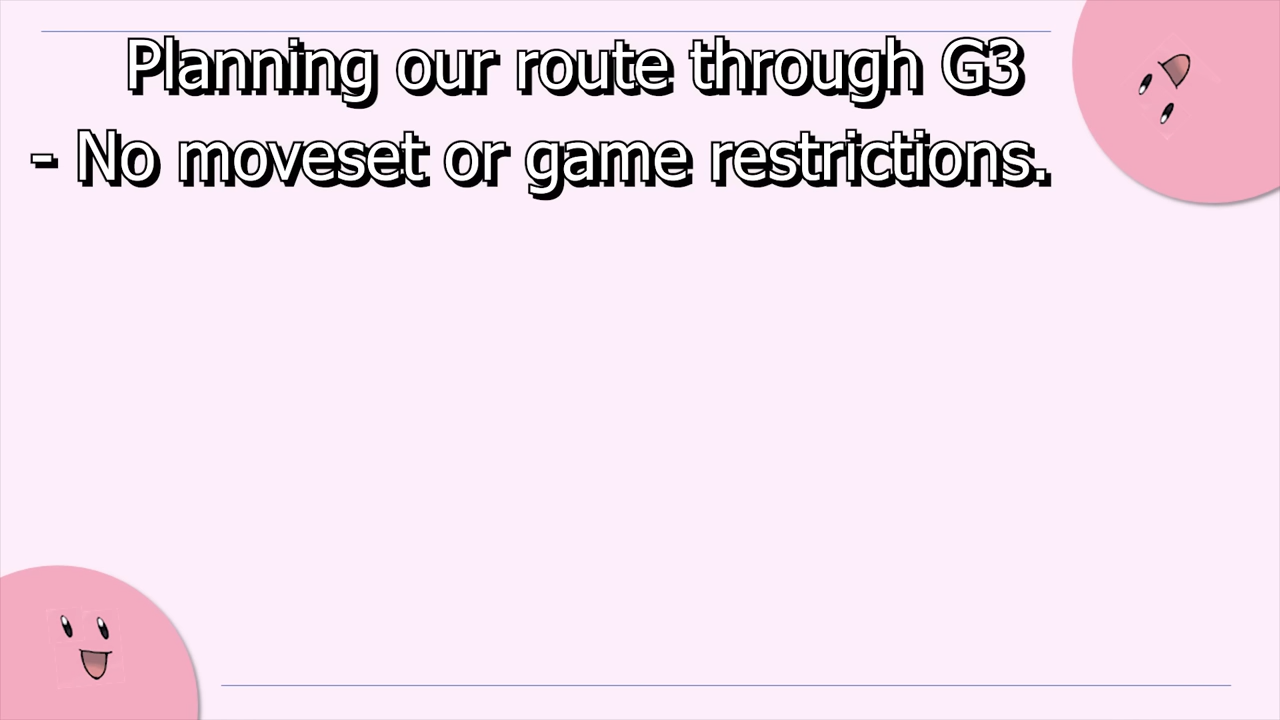 Planning our route through G3
- No moveset or game restrictions.